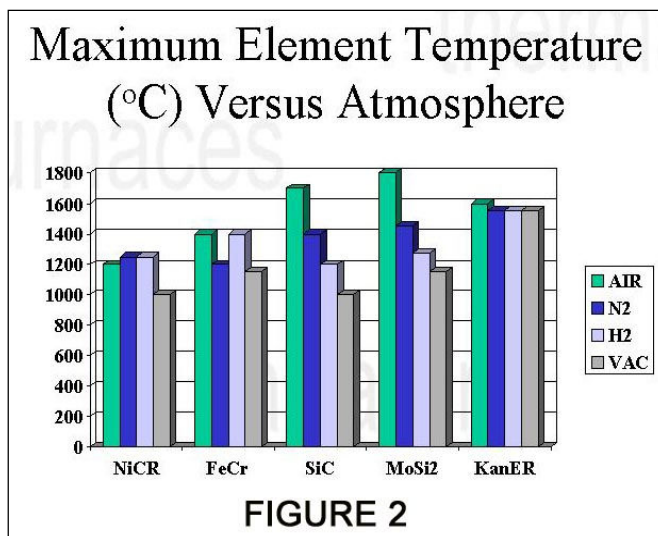 Maximum Element Temperature
(°C) Versus Atmosphere
urnaces
1800
1600
1400
1200
1000
800
600
400
200
0
NiCR FeCr SiC MoSi2 KanER
AIR
N2
H2
VAC
FIGURE 2